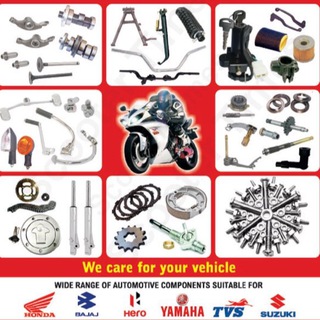 We care for your vehicle
WIDE RANGE OF AUTOMOTIVE COMPONENTS SUITABLE FOR
HONDA BAJAJ Hero YAMAHA TVS SUZUKI